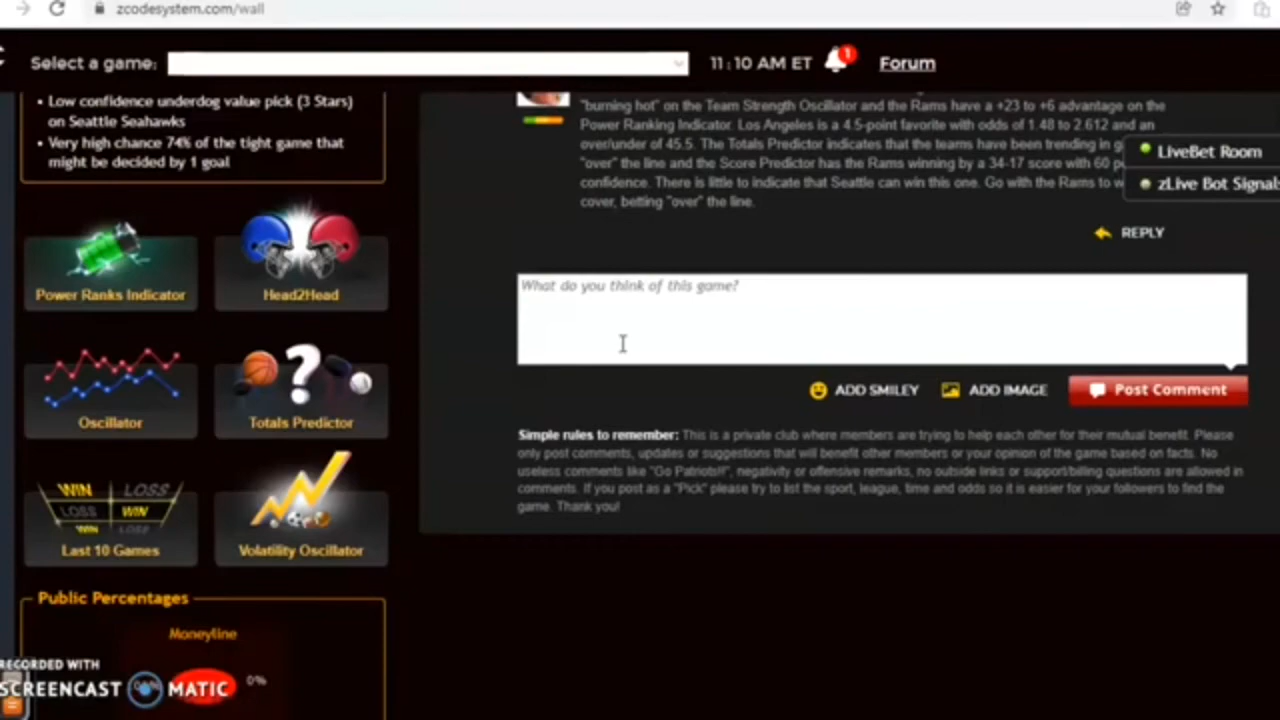 zcodesystem.com/wall
Select a game:
11:10 AM ET
1
Forum
• Low confidence underdog value pick (3 Stars)
on Seattle Seahawks
• Very high chance 74% of the tight game that
might be decided by 1 goal
Power Ranks Indicator
Head2Head
Oscillator
Totals Predictor
WIN LOSS
LOSS WIN
WIN LOSS
Last 10 Games
Volatility Oscillator
Public Percentages
Moneyline
0%
RECORDED WITH
SCREENCAST MATIC
"burning hot" on the Team Strength Oscillator and the Rams have a +23 to +6 advantage on the
Power Ranking Indicator. Los Angeles is a 4.5-point favorite with odds of 1.48 to 2.612 and an
over/under of 45.5. The Totals Predictor indicates that the teams have been trending in g
"over" the line and the Score Predictor has the Rams winning by a 34-17 score with 60 p
confidence. There is little to indicate that Seattle can win this one. Go with the Rams to w
cover, betting "over" the line.
LiveBet Room
zLive Bot Signals
REPLY
What do you think of this game?
ADD SMILEY
ADD IMAGE
Post Comment
Simple rules to remember: This is a private club where members are trying to help each other for their mutual benefit. Please
only post comments, updates or suggestions that will benefit other members or your opinion of the game based on facts. No
useless comments like "Go Patriots!!", negativity or offensive remarks, no outside links or support/billing questions are allowed in
comments. If you post as a "Pick" please try to list the sport, league, time and odds so it is easier for your followers to find the
game. Thank you!